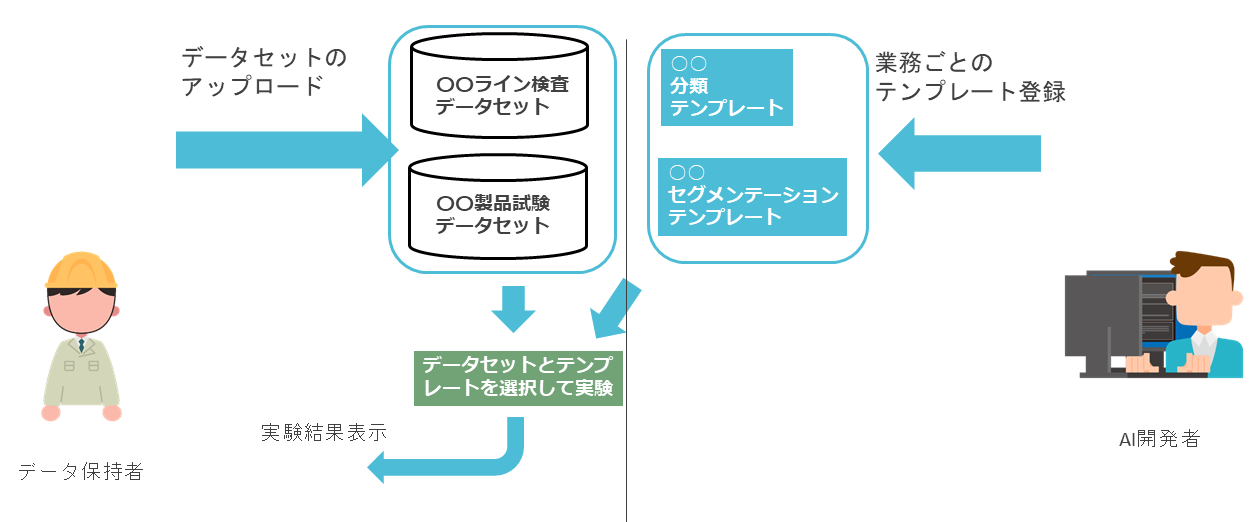 データセットの
アップロード
〇〇ライン検査
データセット
〇〇製品試験
データセット
〇〇
分類
テンプレート
〇〇
セグメンテーション
テンプレート
業務ごとの
テンプレート登録
データセットとテンプ
レートを選択して実験
実験結果表示
データ保持者
AI開発者